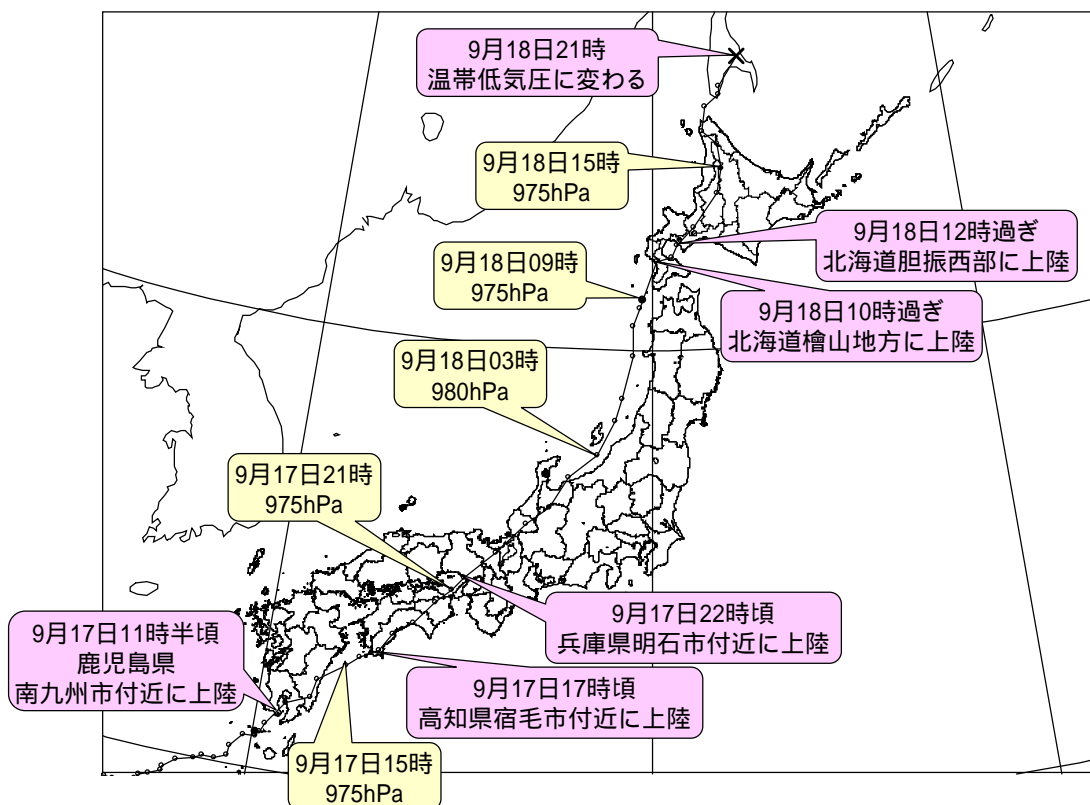 9月18日21時
温帯低気圧に変わる
9月18日15時
975hPa
9月18日12時過ぎ
北海道胆振西部に上陸
9月18日09時
975hPa
9月18日10時過ぎ
北海道檜山地方に上陸
9月18日03時
980hPa
9月17日21時
975hPa
9月17日22時頃
兵庫県明石市付近に上陸
9月17日11時半頃
鹿児島県
南九州市付近に上陸
9月17日17時頃
高知県宿毛市付近に上陸
9月17日15時
975hPa